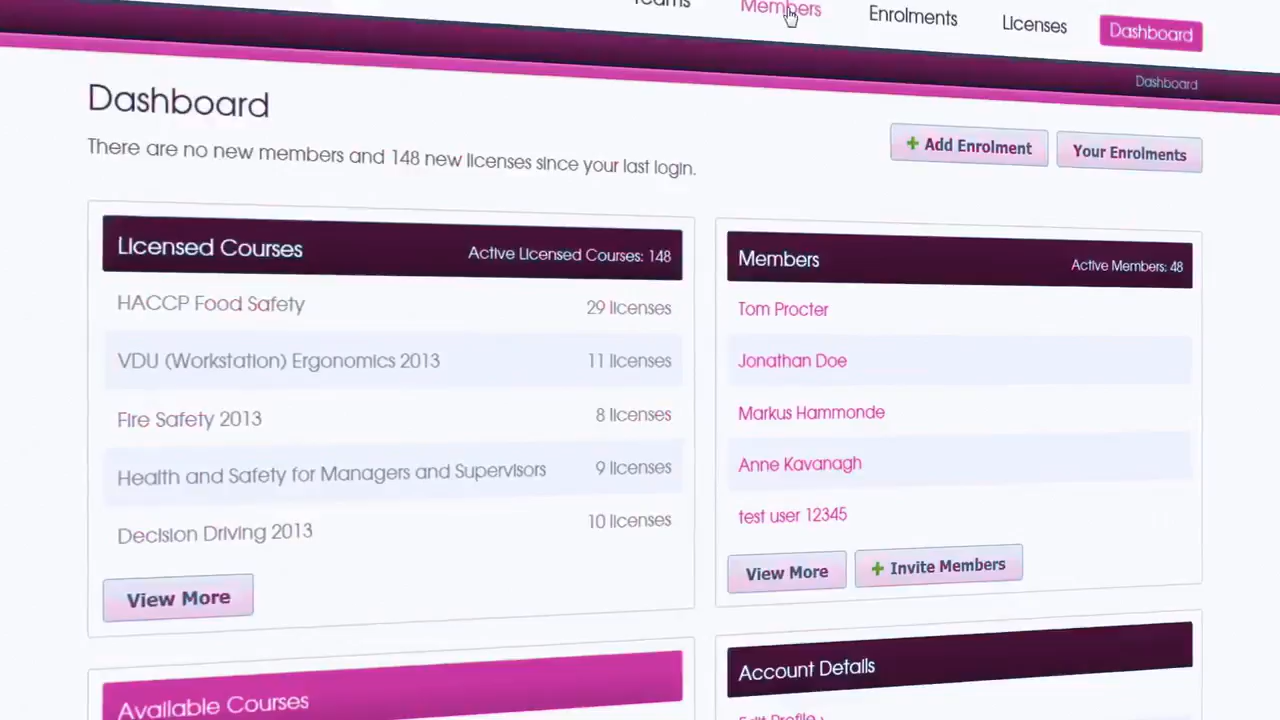 Teams
Members
Enrolments
Licenses
Dashboard
Dashboard
Dashboard
There are no new members and 148 new licenses since your last login.
Add Enrolment
Your Enrolments
Licensed Courses
Active Licensed Courses: 148
HACCP Food Safety
29 licenses
VDU (Workstation) Ergonomics 2013
11 licenses
Fire Safety 2013
8 licenses
Health and Safety for Managers and Supervisors
9 licenses
Decision Driving 2013
10 licenses
View More
Members
Active Members: 48
Tom Procter
Jonathan Doe
Markus Hammonde
Anne Kavanagh
test user 12345
View More
Invite Members
Available Courses
Account Details
Edit Profile